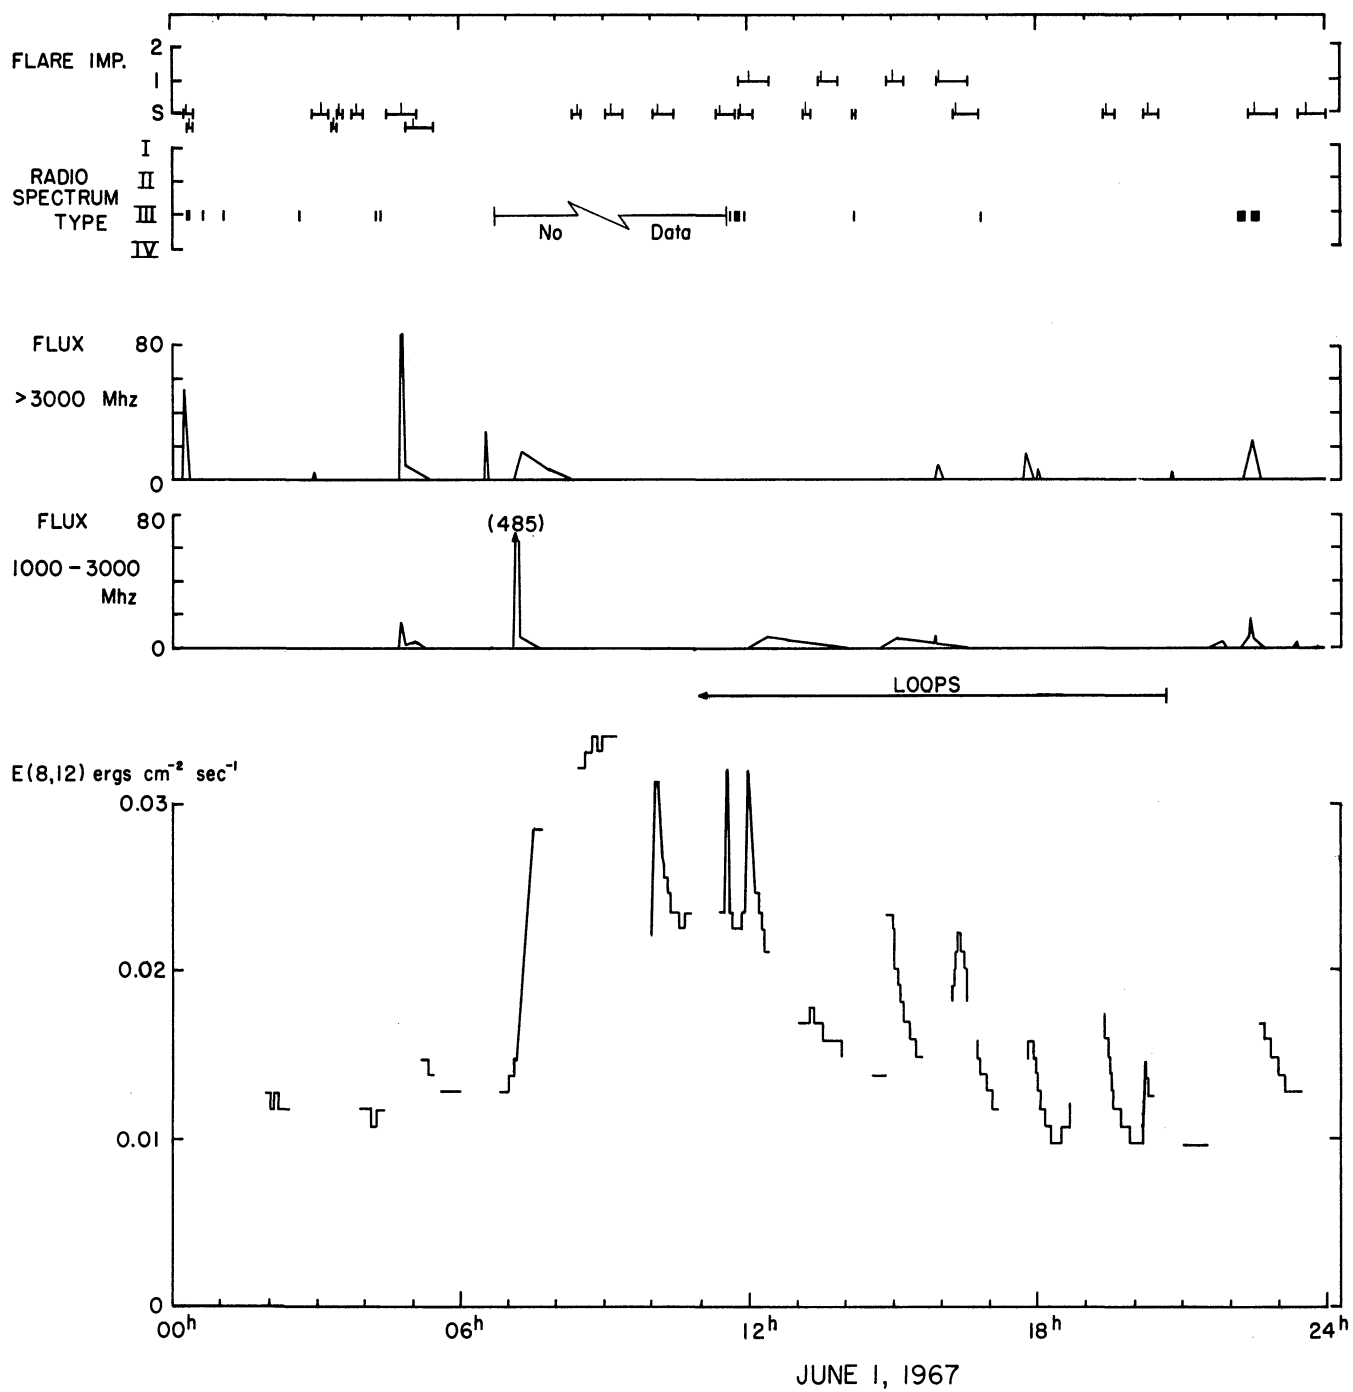 FLARE IMP.
2
1
S
RADIO
SPECTRUM
TYPE
I
II
III
IV
No Data
FLUX
>3000 Mhz
80
0
FLUX
1000-3000
Mhz
80
0
(485)
LOOPS
E(8,12) ergs cm⁻² sec⁻¹
0.03
0.02
0.01
0
00ʰ 06ʰ 12ʰ 18ʰ 24ʰ
JUNE 1, 1967